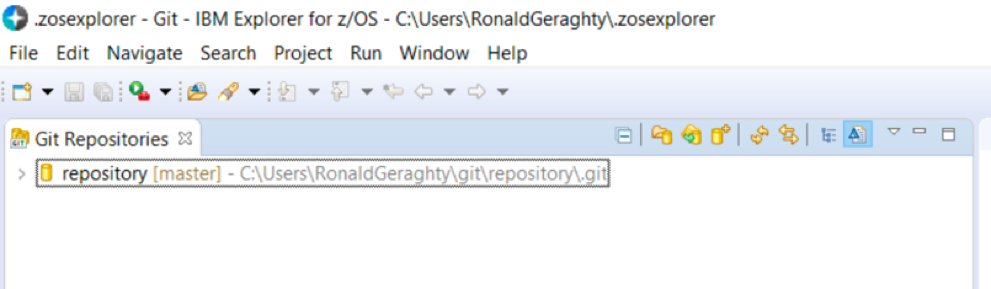 .zosexplorer - Git - IBM Explorer for z/OS - C:\Users\RonaldGeraghty\.zosexplorer
File Edit Navigate Search Project Run Window Help
Git Repositories
repository [master] - C:\Users\RonaldGeraghty\git\repository\.git